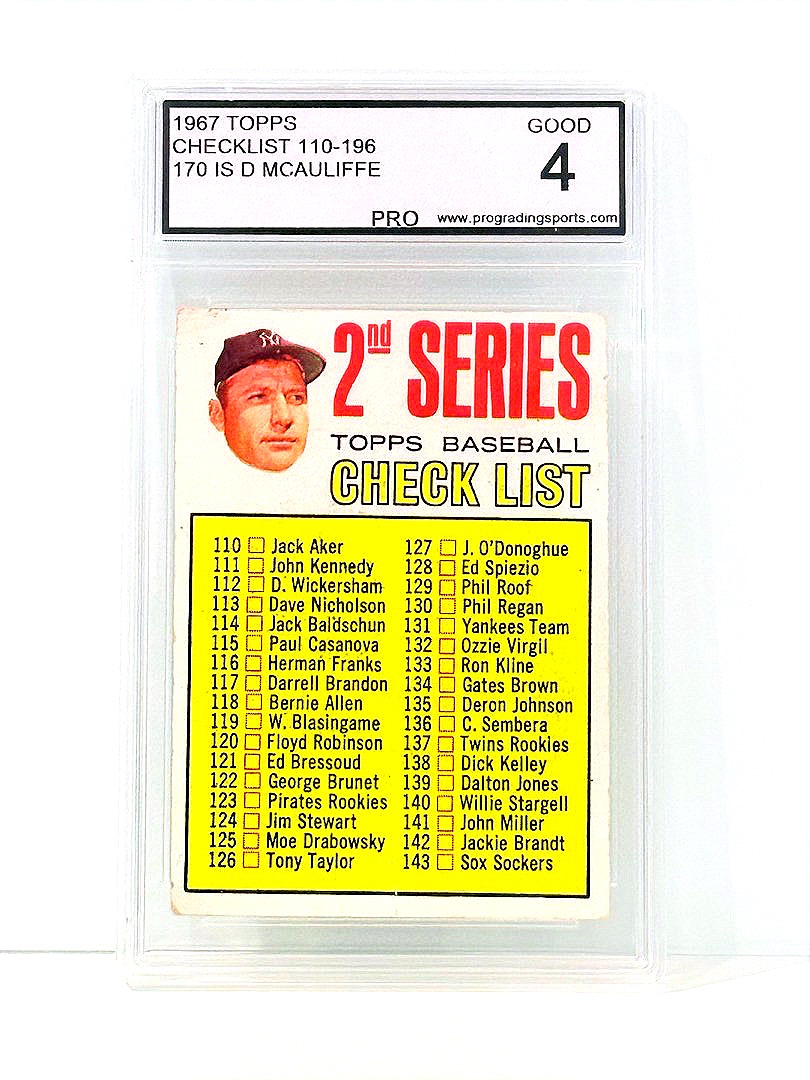 1967 TOPPS
CHECKLIST 110-196
170 IS D MCAULIFFE
GOOD
4
PRO www.progradingsports.com
NY
2nd SERIES
TOPPS BASEBALL
CHECK LIST
110 Jack Aker
111 John Kennedy
112 D. Wickersham
113 Dave Nicholson
114 Jack Baldschun
115 Paul Casanova
116 Herman Franks
117 Darrell Brandon
118 Bernie Allen
119 W. Blasingame
120 Floyd Robinson
121 Ed Bressoud
122 George Brunet
123 Pirates Rookies
124 Jim Stewart
125 Moe Drabowsky
126 Tony Taylor
127 J. O'Donoghue
128 Ed Spiezio
129 Phil Roof
130 Phil Regan
131 Yankees Team
132 Ozzie Virgil
133 Ron Kline
134 Gates Brown
135 Deron Johnson
136 C. Sembera
137 Twins Rookies
138 Dick Kelley
139 Dalton Jones
140 Willie Stargell
141 John Miller
142 Jackie Brandt
143 Sox Sockers